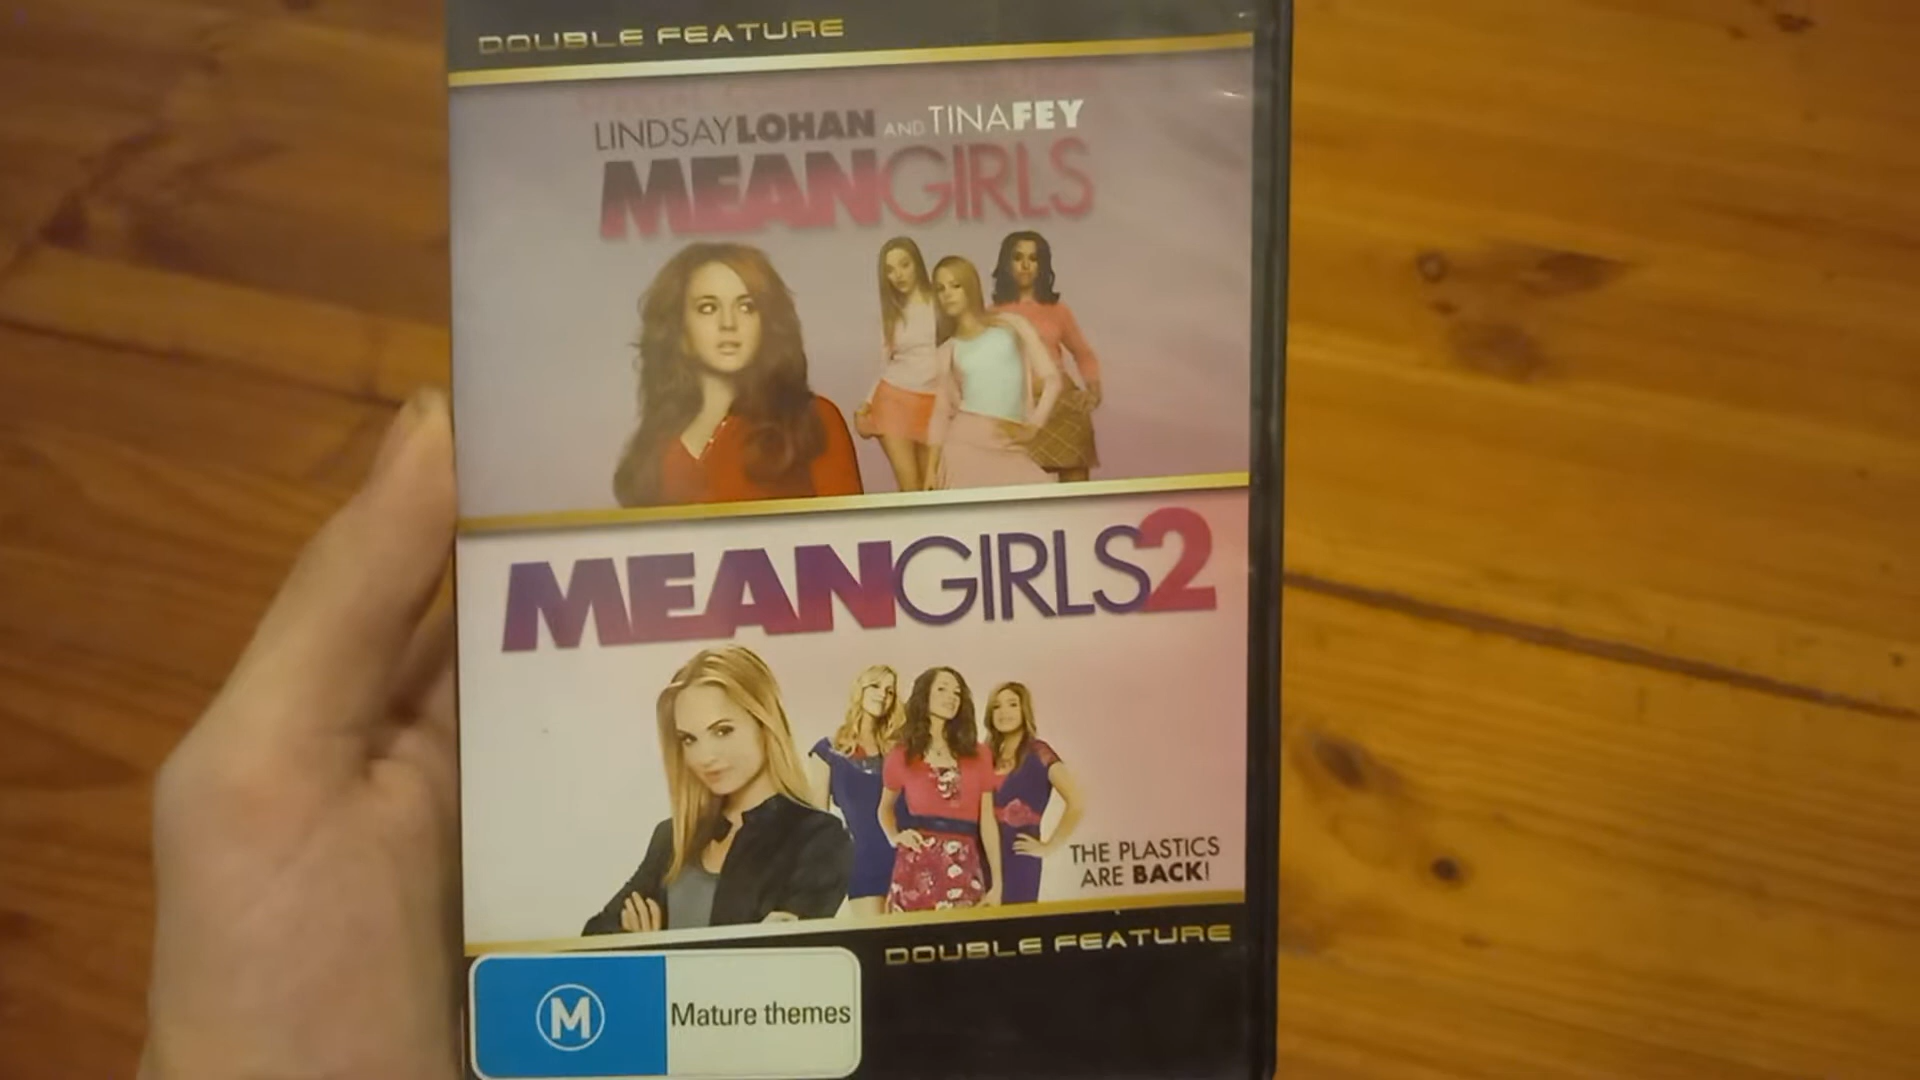 DOUBLE FEATURE
LINDSAY LOHAN AND TINA FEY
MEAN GIRLS
MEAN GIRLS 2
THE PLASTICS
ARE BACK!
DOUBLE FEATURE
M Mature themes